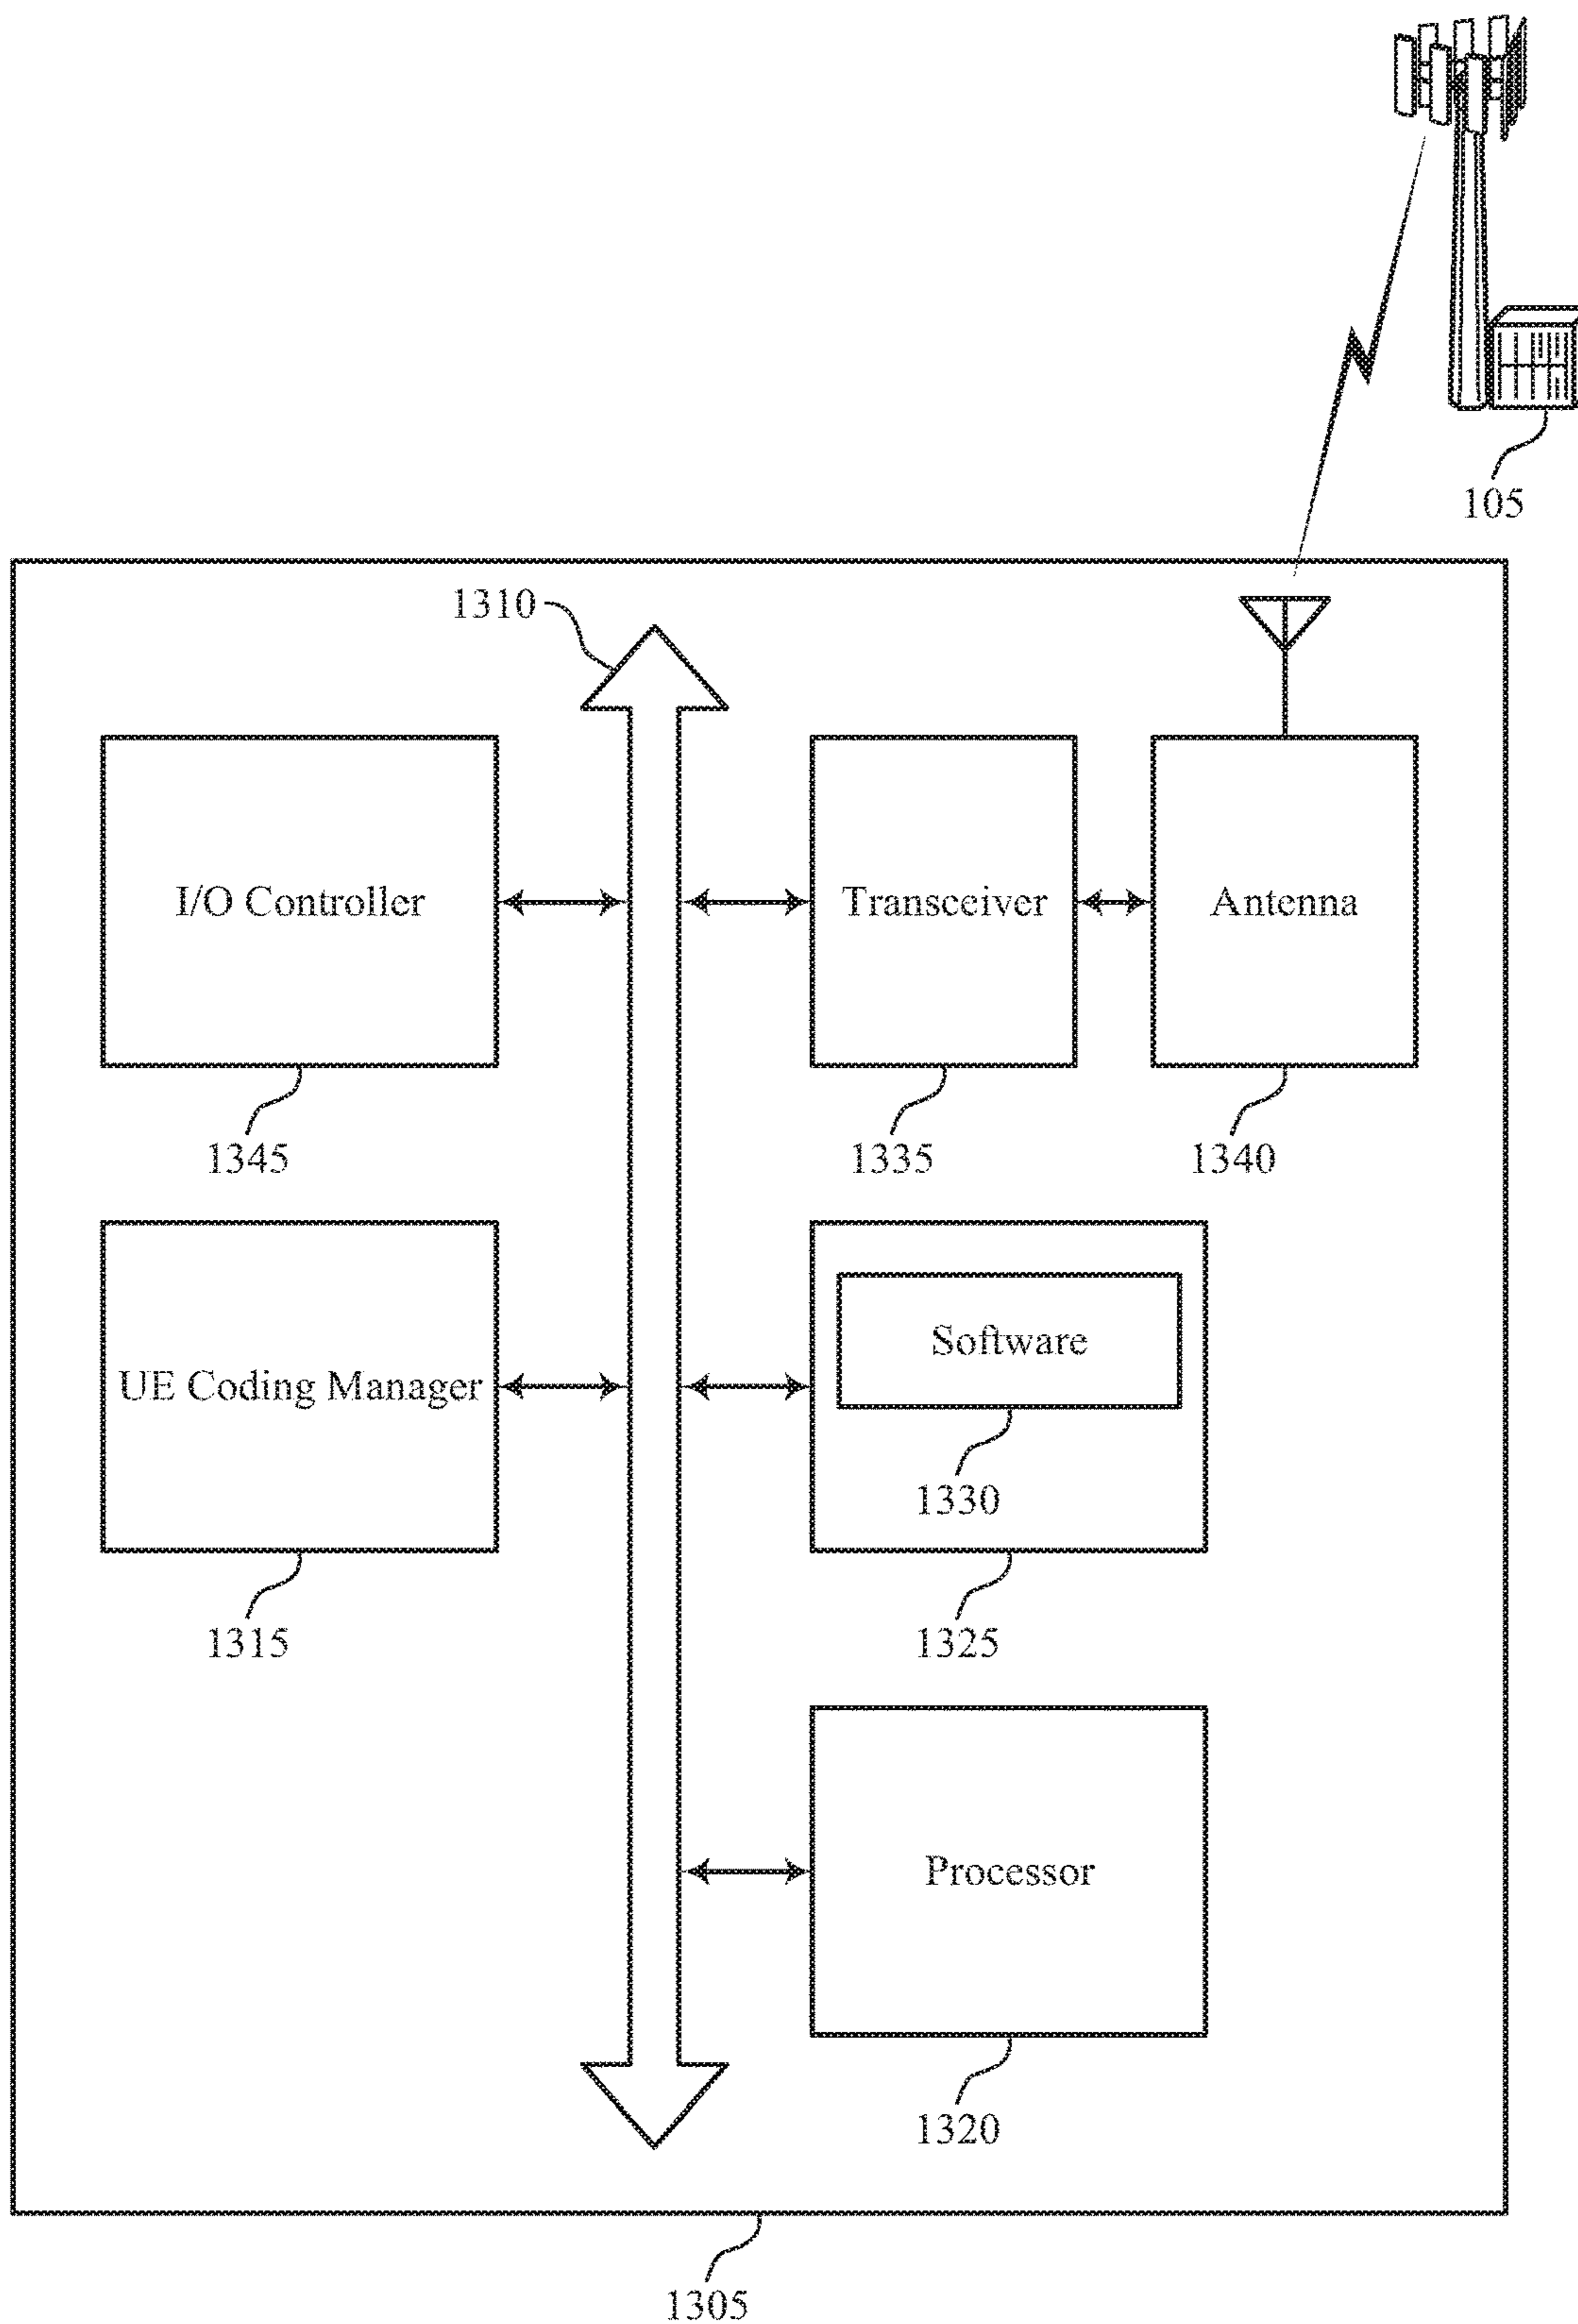 105
1310
I/O Controller
Transceiver
Antenna
1345
1335
1340
Software
UE Coding Manager
1330
1315
1325
Processor
1320
1305